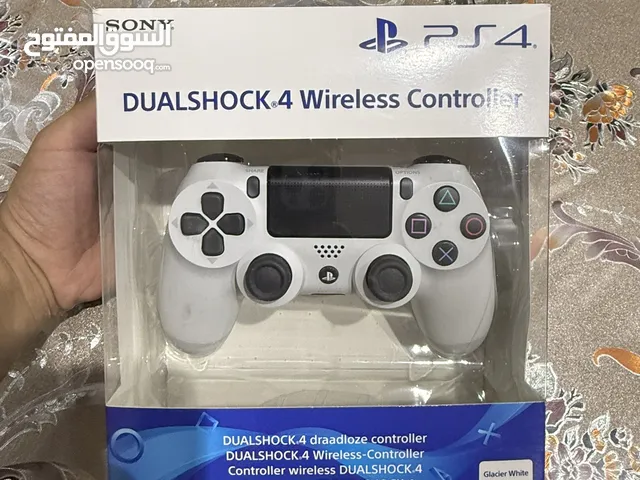 SONY
السوق المفتوح
opensooq.com
PS4
DUALSHOCK®4 Wireless Controller
SHARE
OPTIONS
DUALSHOCK®4 draadloze controller
DUALSHOCK®4 Wireless-Controller
Controller wireless DUALSHOCK®4
Glacier White